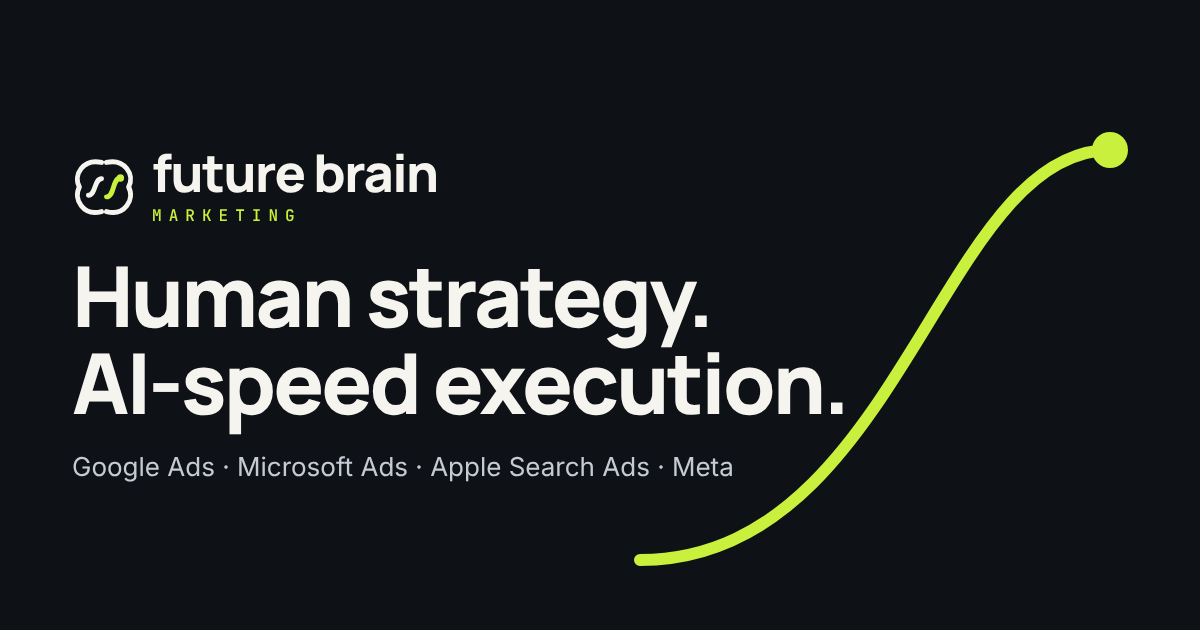 future brain
MARKETING
Human strategy.
AI-speed execution.
Google Ads · Microsoft Ads · Apple Search Ads · Meta